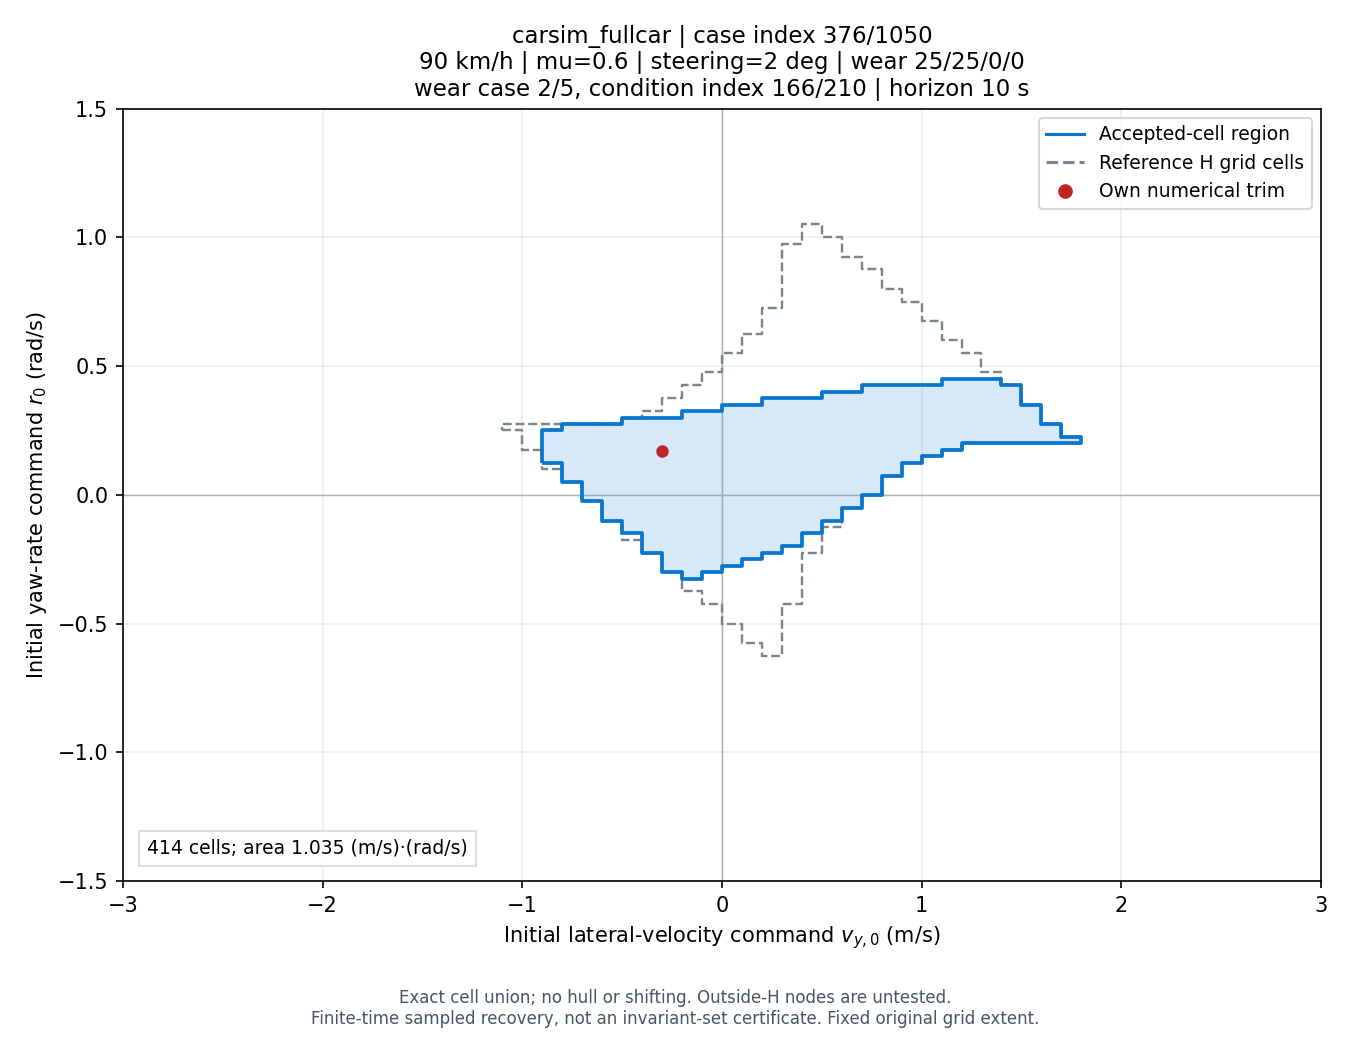 carsim_fullcar | case index 376/1050
90 km/h | mu=0.6 | steering=2 deg | wear 25/25/0/0
wear case 2/5, condition index 166/210 | horizon 10 s
1.5
1.0
0.5
0.0
−0.5
−1.0
−1.5
Initial yaw-rate command r₀ (rad/s)
Accepted-cell region
Reference H grid cells
Own numerical trim
414 cells; area 1.035 (m/s)·(rad/s)
−3
−2
−1
0
1
2
3
Initial lateral-velocity command v_{y,0} (m/s)
Exact cell union; no hull or shifting. Outside-H nodes are untested.
Finite-time sampled recovery, not an invariant-set certificate. Fixed original grid extent.